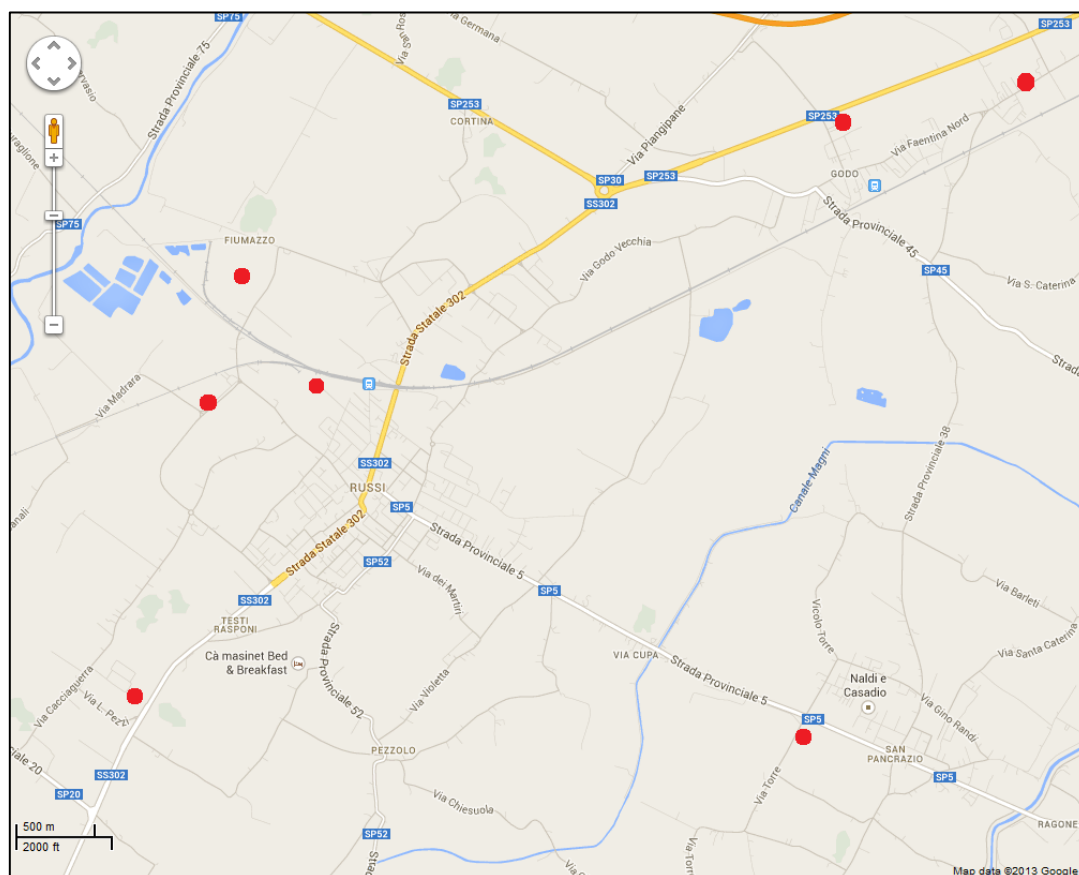 SP75
Via Germana
SP253
Strada Provinciale 75
SP253
CORTINA
Via Piangipane
SP253
Via Faentina Nord
GODO
SP30
SP253
SS302
Strada Provinciale 45
SP75
FIUMAZZO
Via Godo Vecchia
SP45
Via S. Caterina
Strada Statale 302
Via Madrara
SS302
RUSSI
SP5
Canale Magni
Strada Provinciale 38
Strada Statale 302
Strada Provinciale 5
SP52
Via dei Martiri
SP5
SS302
TESTI
RASPONI
Via Barleti
Vicolo Torre
Cà masinet Bed
& Breakfast
Strada Provinciale 52
VIA CUPA
Via Santa Caterina
Strada Provinciale 5
Naldi e
Casadio
Via Violetta
Via Cacciaguerra
Via L. Pezzi
SP5
Via Gino Randi
PEZZOLO
SAN
PANCRAZIO
SP5
SS302
Via Torre
SP20
Via Chiesuola
RAGONE
500 m
2000 ft
SP52
Map data ©2013 Google